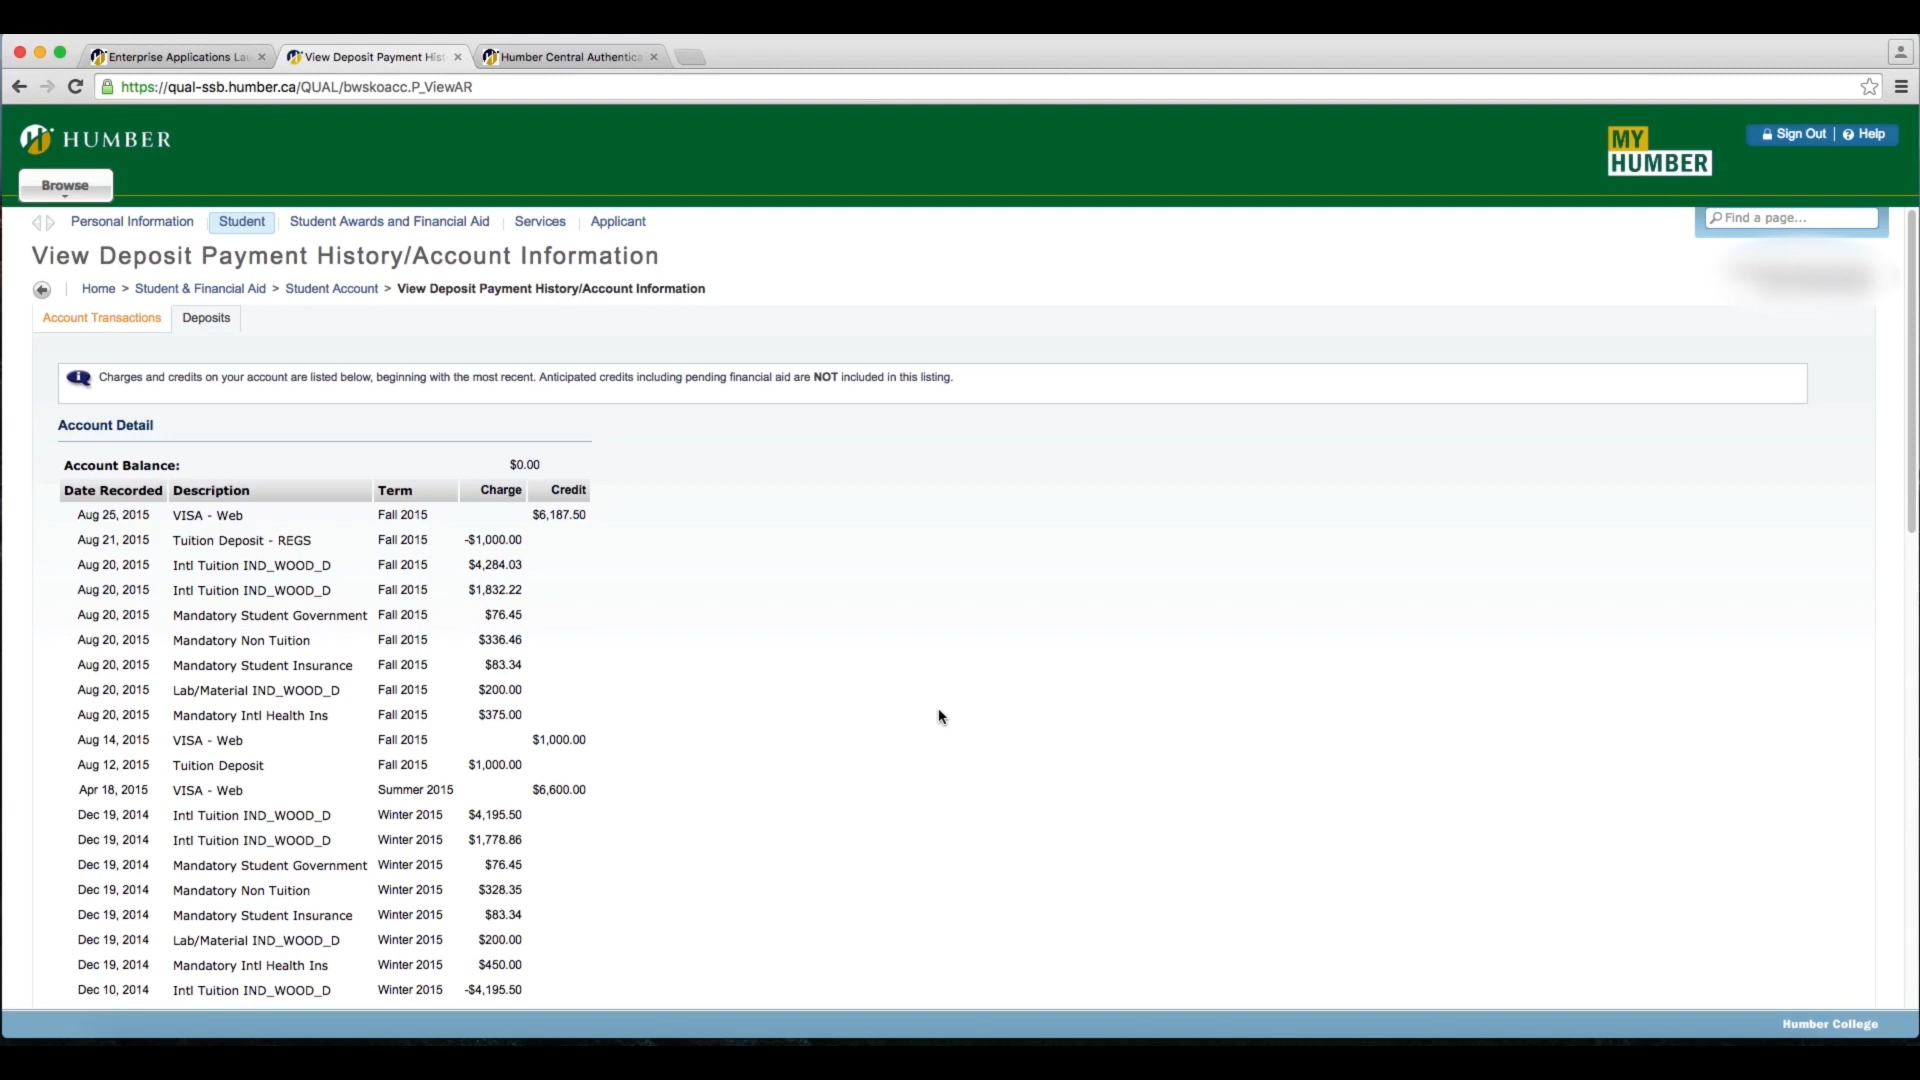 Enterprise Applications La
View Deposit Payment Hist
Humber Central Authentica
https://qual-ssb.humber.ca/QUAL/bwskoacc.P_ViewAR
HUMBER
MY
HUMBER
Sign Out | Help
Browse
Personal Information Student Student Awards and Financial Aid Services Applicant
Find a page...
View Deposit Payment History/Account Information
Home > Student & Financial Aid > Student Account > View Deposit Payment History/Account Information
Account Transactions Deposits
Charges and credits on your account are listed below, beginning with the most recent. Anticipated credits including pending financial aid are NOT included in this listing.
Account Detail
Account Balance: $0.00
Date Recorded Description Term Charge Credit
Aug 25, 2015 VISA - Web Fall 2015 $6,187.50
Aug 21, 2015 Tuition Deposit - REGS Fall 2015 -$1,000.00
Aug 20, 2015 Intl Tuition IND_WOOD_D Fall 2015 $4,284.03
Aug 20, 2015 Intl Tuition IND_WOOD_D Fall 2015 $1,832.22
Aug 20, 2015 Mandatory Student Government Fall 2015 $76.45
Aug 20, 2015 Mandatory Non Tuition Fall 2015 $336.46
Aug 20, 2015 Mandatory Student Insurance Fall 2015 $83.34
Aug 20, 2015 Lab/Material IND_WOOD_D Fall 2015 $200.00
Aug 20, 2015 Mandatory Intl Health Ins Fall 2015 $375.00
Aug 14, 2015 VISA - Web Fall 2015 $1,000.00
Aug 12, 2015 Tuition Deposit Fall 2015 $1,000.00
Apr 18, 2015 VISA - Web Summer 2015 $6,600.00
Dec 19, 2014 Intl Tuition IND_WOOD_D Winter 2015 $4,195.50
Dec 19, 2014 Intl Tuition IND_WOOD_D Winter 2015 $1,778.86
Dec 19, 2014 Mandatory Student Government Winter 2015 $76.45
Dec 19, 2014 Mandatory Non Tuition Winter 2015 $328.35
Dec 19, 2014 Mandatory Student Insurance Winter 2015 $83.34
Dec 19, 2014 Lab/Material IND_WOOD_D Winter 2015 $200.00
Dec 19, 2014 Mandatory Intl Health Ins Winter 2015 $450.00
Dec 10, 2014 Intl Tuition IND_WOOD_D Winter 2015 -$4,195.50
Humber College